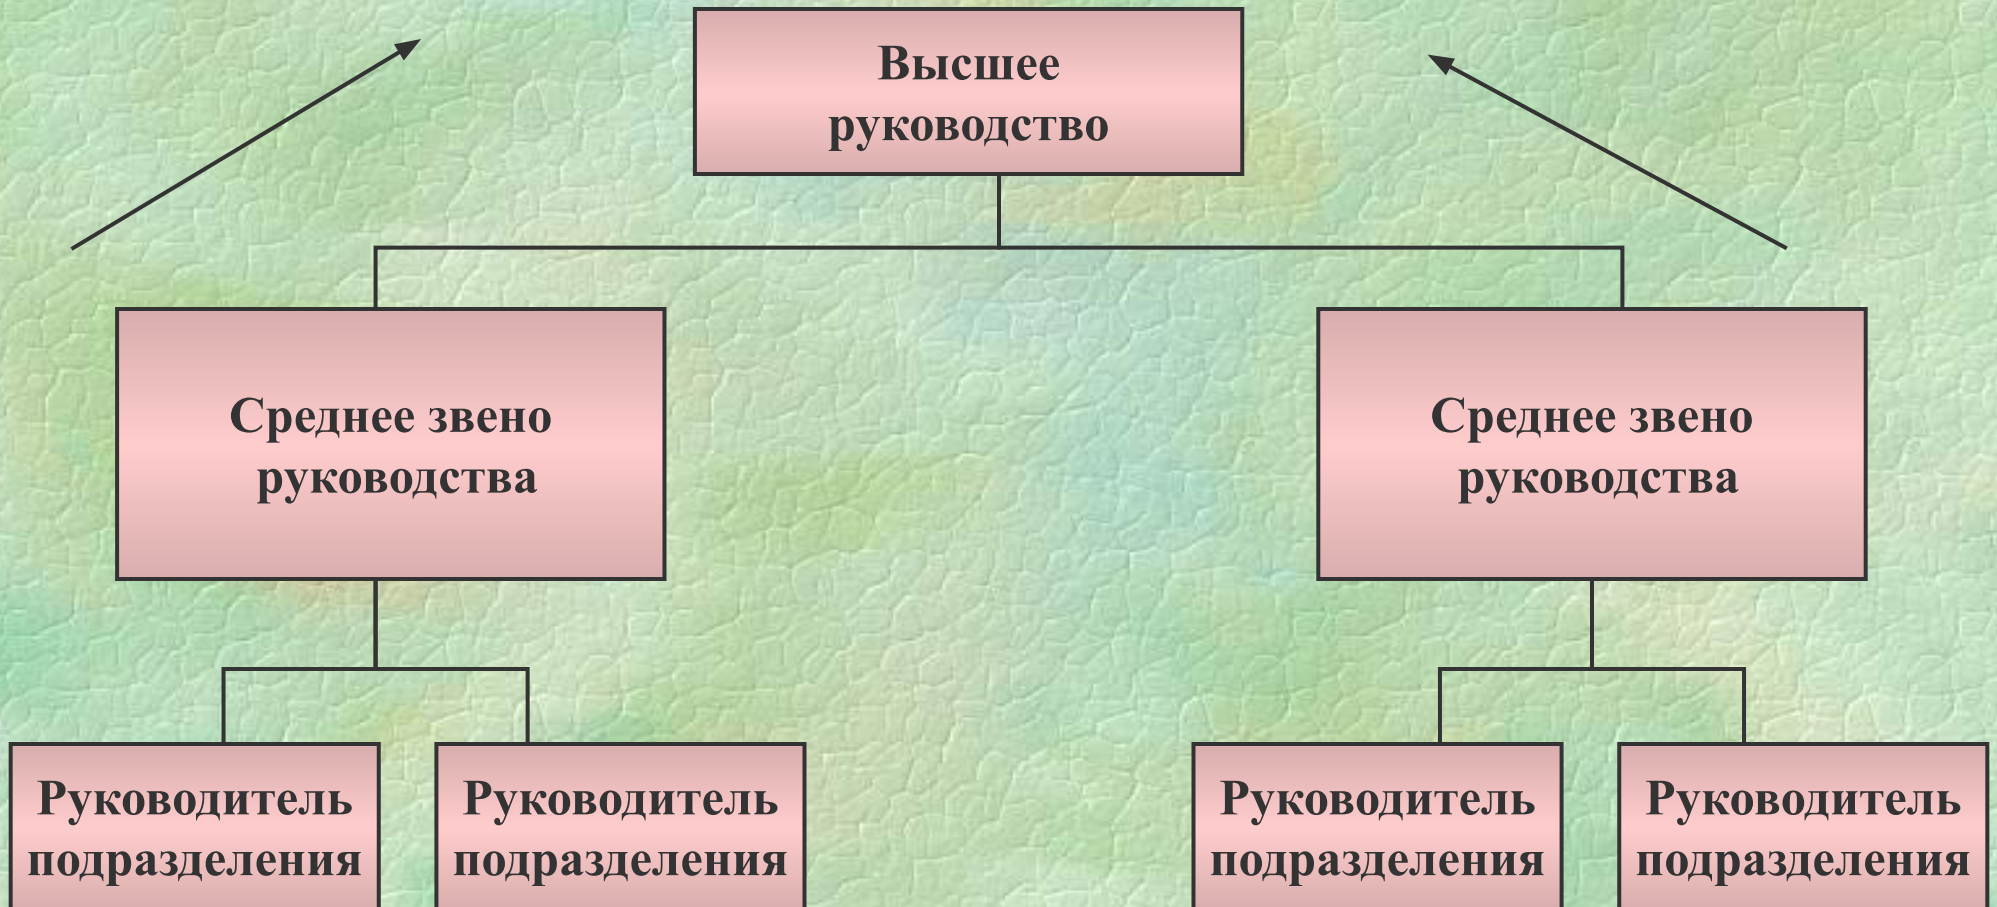 Высшее
руководство
Среднее звено
руководства
Среднее звено
руководства
Руководитель
подразделения
Руководитель
подразделения
Руководитель
подразделения
Руководитель
подразделения